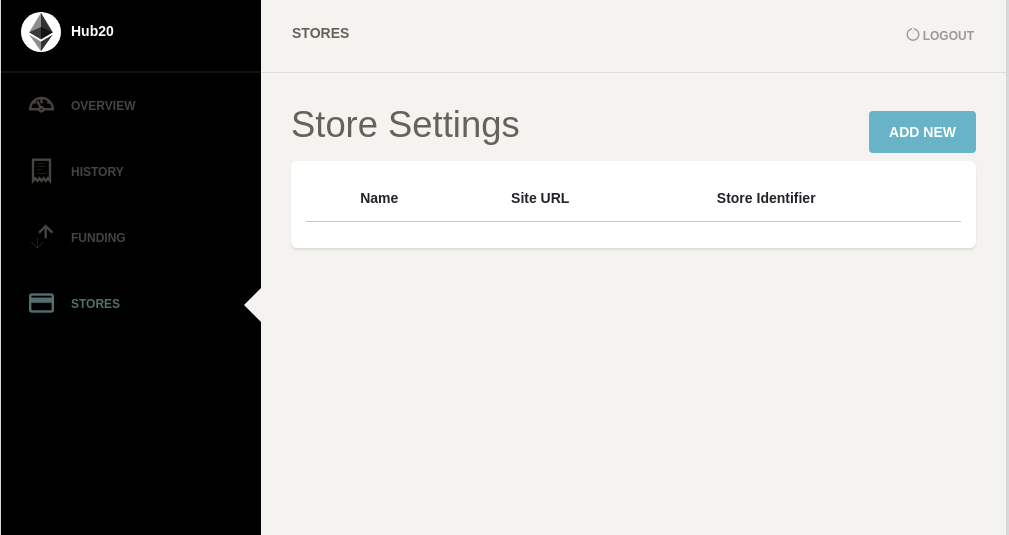 Hub20
OVERVIEW
HISTORY
FUNDING
STORES
STORES
LOGOUT
Store Settings
ADD NEW
Name Site URL Store Identifier